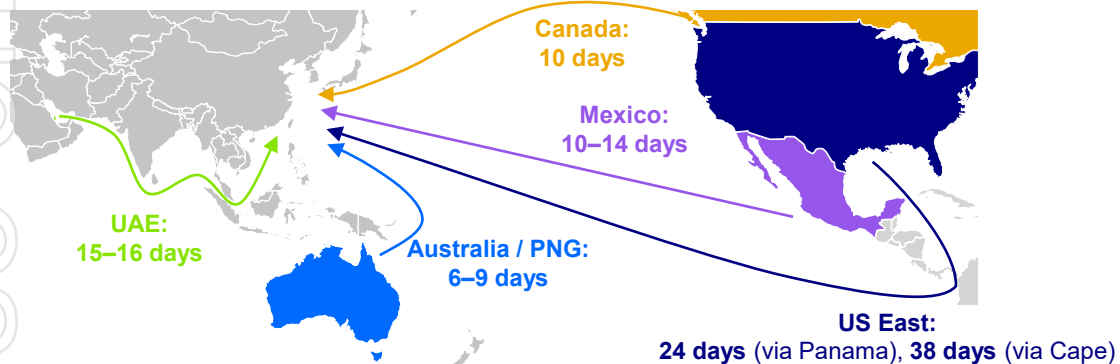 Canada:
10 days
Mexico:
10–14 days
UAE:
15–16 days
Australia / PNG:
6–9 days
US East:
24 days (via Panama), 38 days (via Cape)